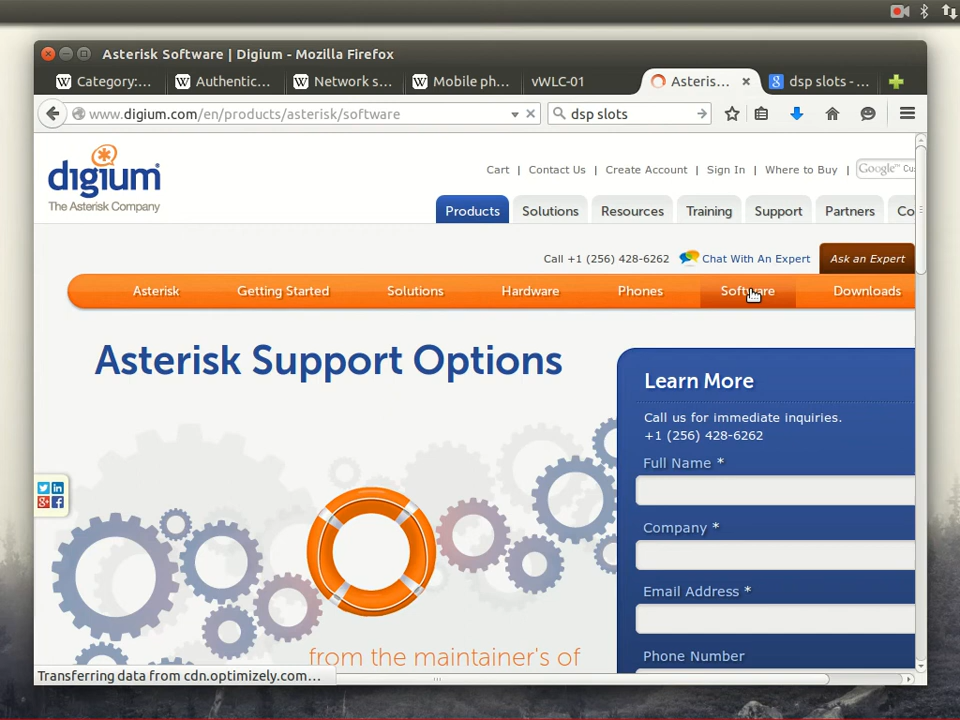 Asterisk Software | Digium - Mozilla Firefox
Category:...
Authentic...
Network s...
Mobile ph...
vWLC-01
Asteris...
dsp slots - ...
www.digium.com/en/products/asterisk/software
dsp slots
digium
The Asterisk Company
Cart | Contact Us | Create Account | Sign In | Where to Buy |
Google™ Cu
Products
Solutions
Resources
Training
Support
Partners
Co
Call +1 (256) 428-6262
Chat With An Expert
Ask an Expert
Asterisk
Getting Started
Solutions
Hardware
Phones
Software
Downloads
Asterisk Support Options
Learn More
Call us for immediate inquiries.
+1 (256) 428-6262
Full Name *
Company *
Email Address *
Phone Number
from the maintainer's of
Transferring data from cdn.optimizely.com...